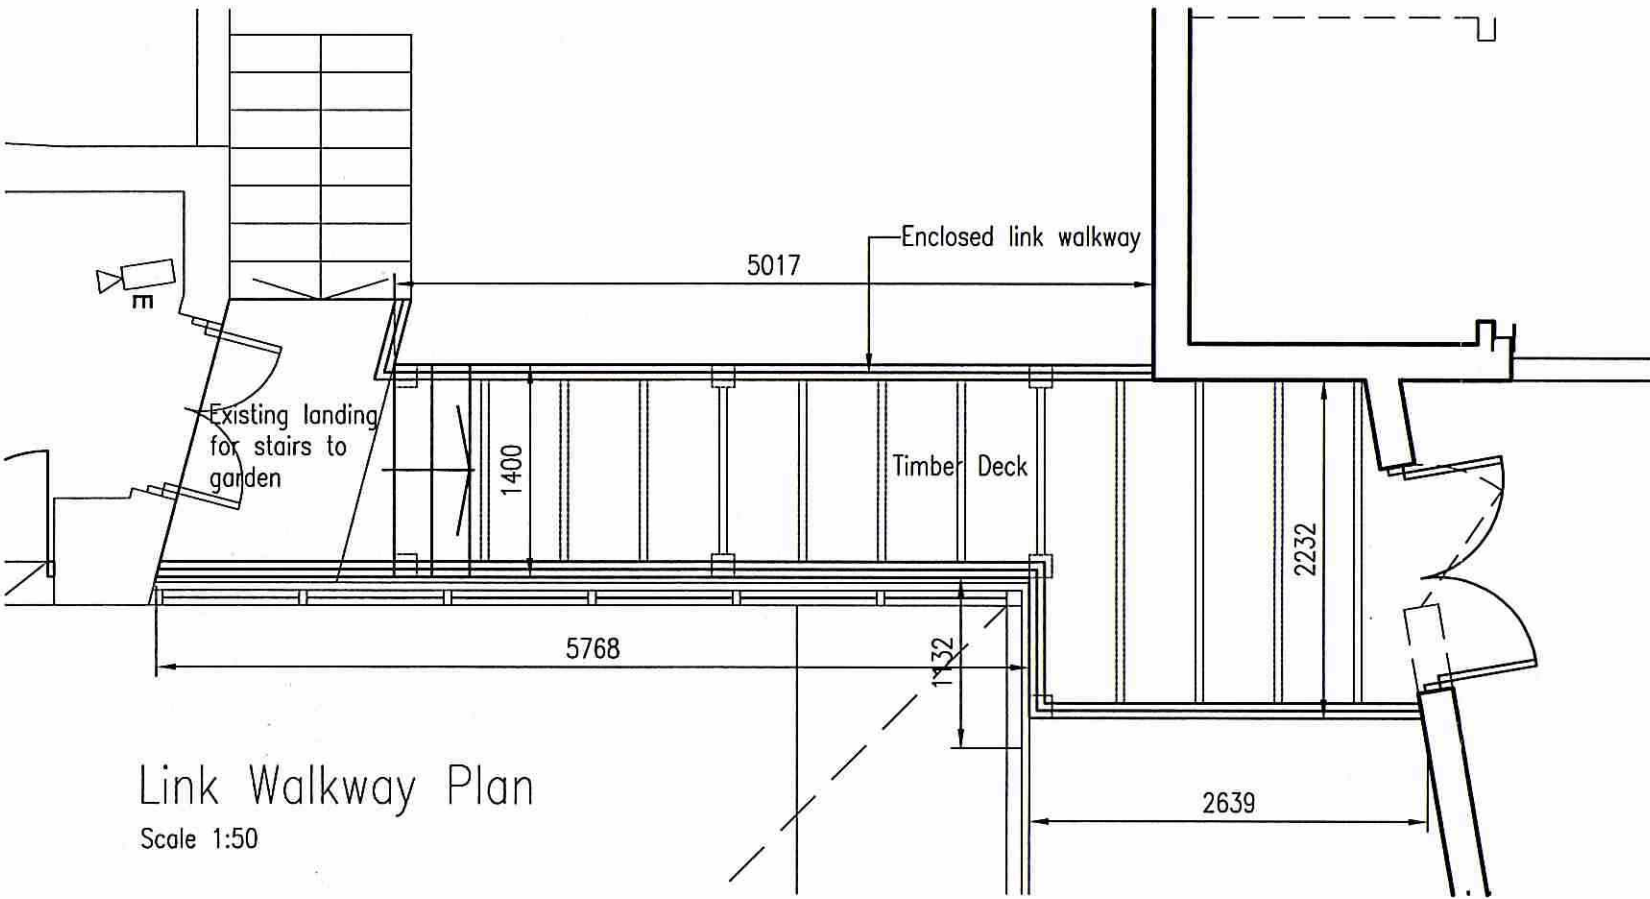 Enclosed link walkway
5017
Existing landing
for stairs to
garden
1400
Timber Deck
2232
5768
1132
2639
Link Walkway Plan
Scale 1:50